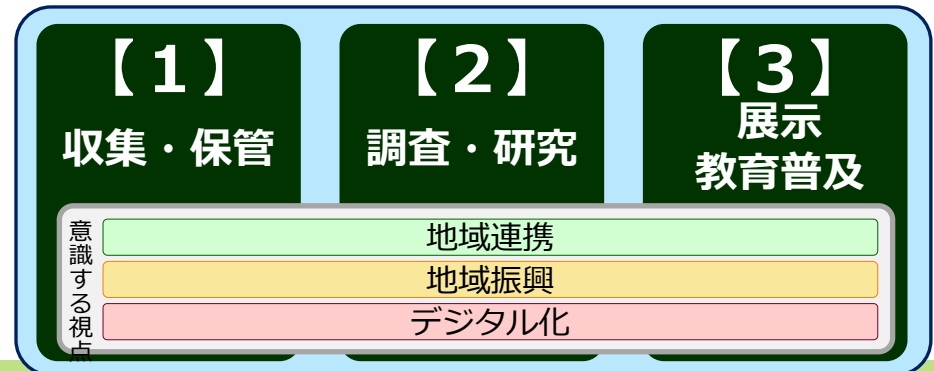 【1】
収集・保管
【2】
調査・研究
【3】
展示
教育普及
意識する視点
地域連携
地域振興
デジタル化